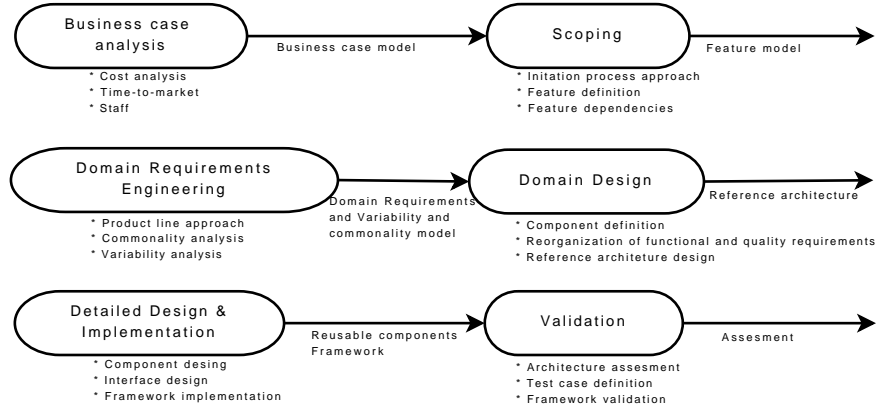 Business case
analysis
Business case model
* Cost analysis
* Time-to-market
* Staff
Scoping
Feature model
* Initation process approach
* Feature definition
* Feature dependencies
Domain Requirements
Engineering
Domain Requirements
and Variability and
commonality model
* Product line approach
* Commonality analysis
* Variability analysis
Domain Design
Reference architecture
* Component definition
* Reorganization of functional and quality requirements
* Reference architeture design
Detailed Design &
Implementation
Reusable components
Framework
* Component desing
* Interface design
* Framework implementation
Validation
Assesment
* Architecture assesment
* Test case definition
* Framework validation